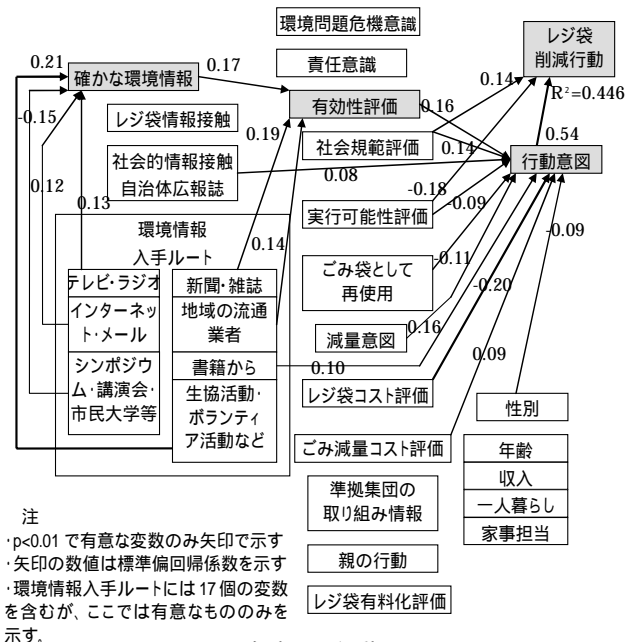 環境問題危機意識
レジ袋
削減行動
0.21
確かな環境情報
0.17
責任意識
0.14
R²=0.446
有効性評価
0.16
-0.15
レジ袋情報接触
0.19
社会規範評価
0.14
0.54
行動意図
社会的情報接触
自治体広報誌
0.08
0.12
0.13
-0.18
-0.09
実行可能性評価
-0.09
環境情報
入手ルート
0.14
テレビ・ラジオ
新聞・雑誌
ごみ袋として
再使用
-0.11
-0.20
インターネッ
ト・メール
地域の流通
業者
減量意図
0.16
0.09
シンポジウ
ム・講演会・
市民大学等
書籍から
0.10
レジ袋コスト評価
生協活動・
ボランティ
ア活動など
性別
ごみ減量コスト評価
年齢
収入
一人暮らし
家事担当
準拠集団の
取り組み情報
親の行動
レジ袋有料化評価
注
・p<0.01 で有意な変数のみ矢印で示す
・矢印の数値は標準偏回帰係数を示す
・環境情報入手ルートには 17 個の変数
を含むが、ここでは有意なもののみを
示す。